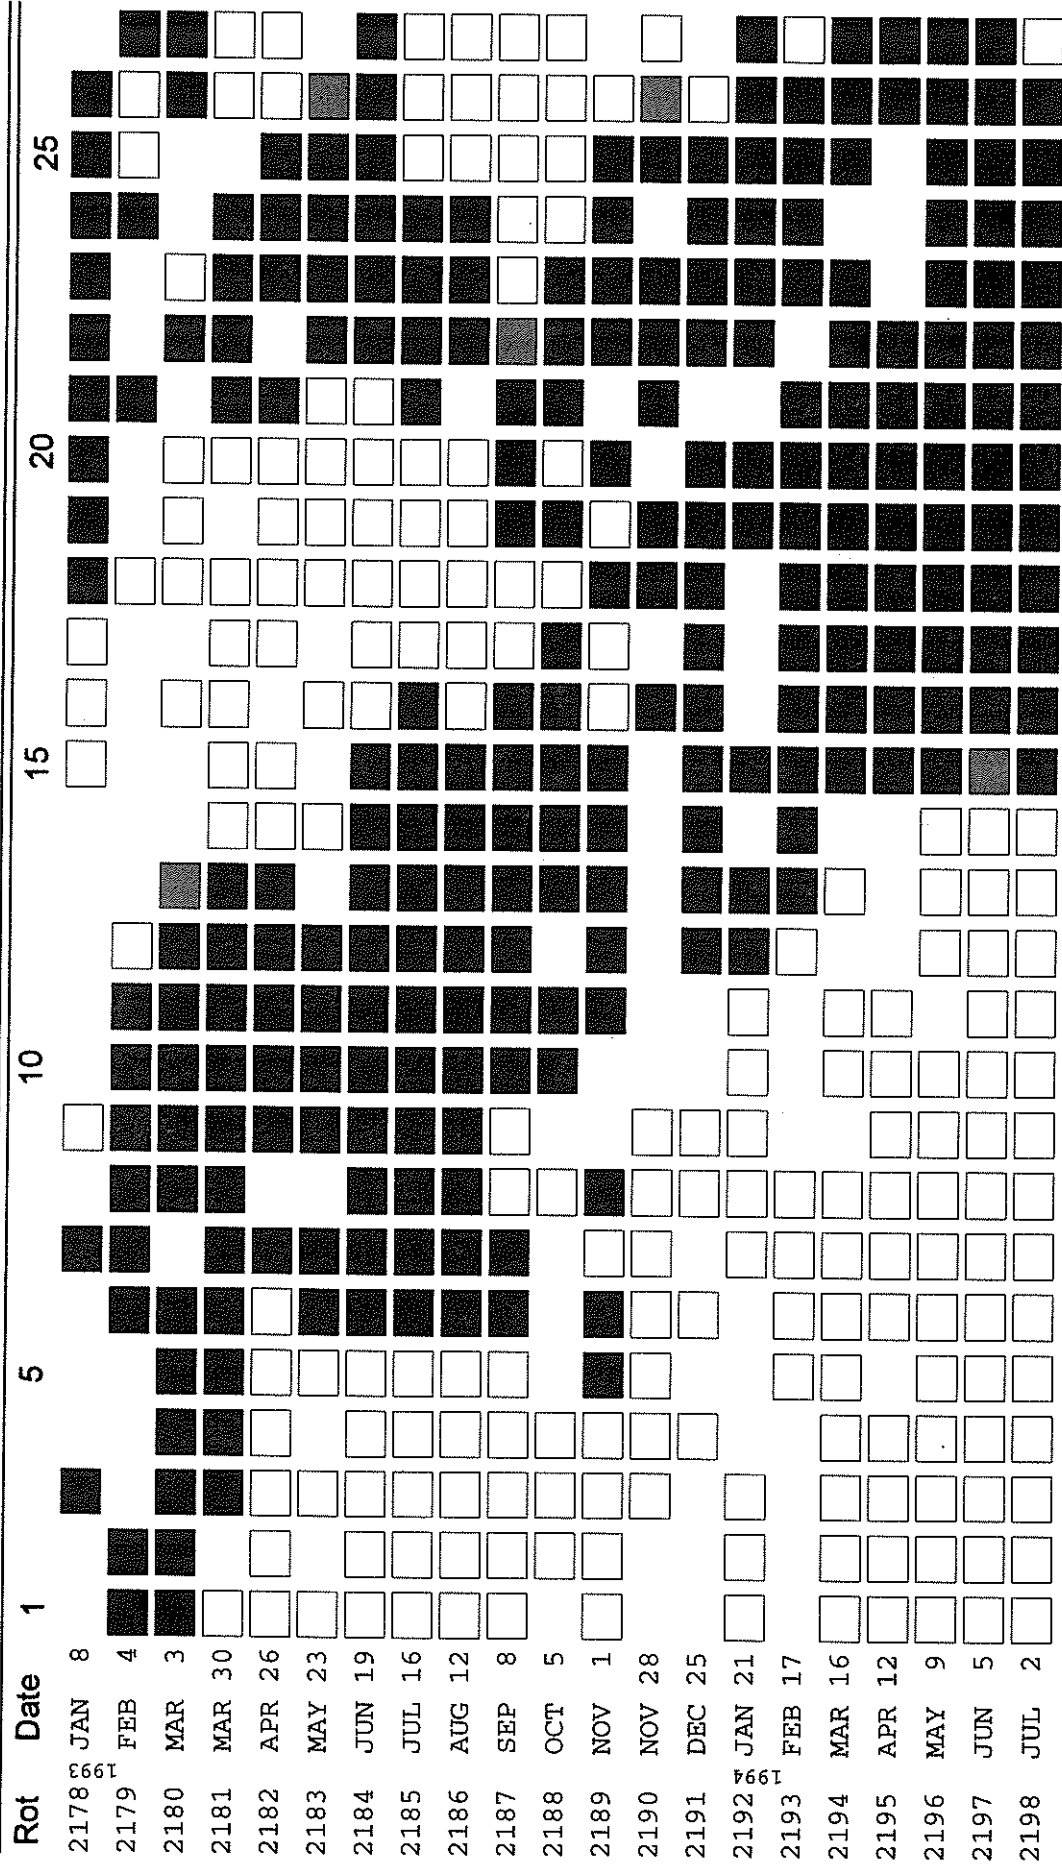 Rot Date 1 5 10 15 20 25
1993
2178 JAN 8
2179 FEB 4
2180 MAR 3
2181 MAR 30
2182 APR 26
2183 MAY 23
2184 JUN 19
2185 JUL 16
2186 AUG 12
2187 SEP 8
2188 OCT 5
2189 NOV 1
2190 NOV 28
2191 DEC 25
1994
2192 JAN 21
2193 FEB 17
2194 MAR 16
2195 APR 12
2196 MAY 9
2197 JUN 5
2198 JUL 2